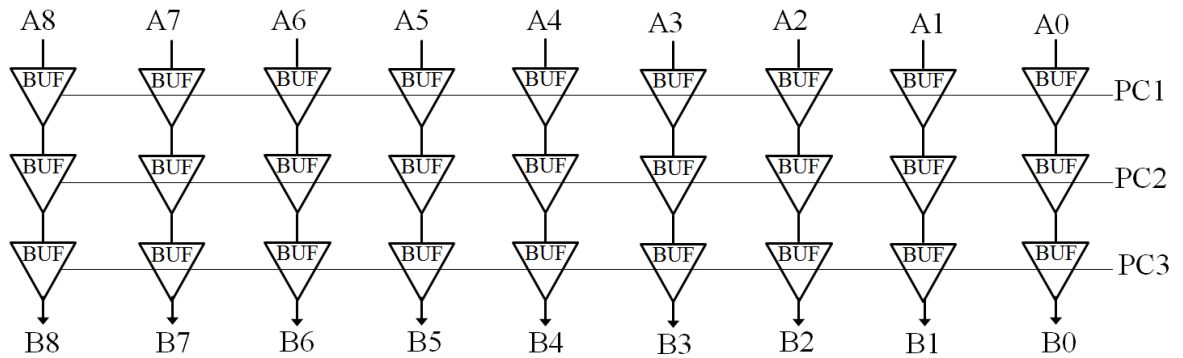 A8 A7 A6 A5 A4 A3 A2 A1 A0
BUF BUF BUF BUF BUF BUF BUF BUF BUF PC1
BUF BUF BUF BUF BUF BUF BUF BUF BUF PC2
BUF BUF BUF BUF BUF BUF BUF BUF BUF PC3
B8 B7 B6 B5 B4 B3 B2 B1 B0